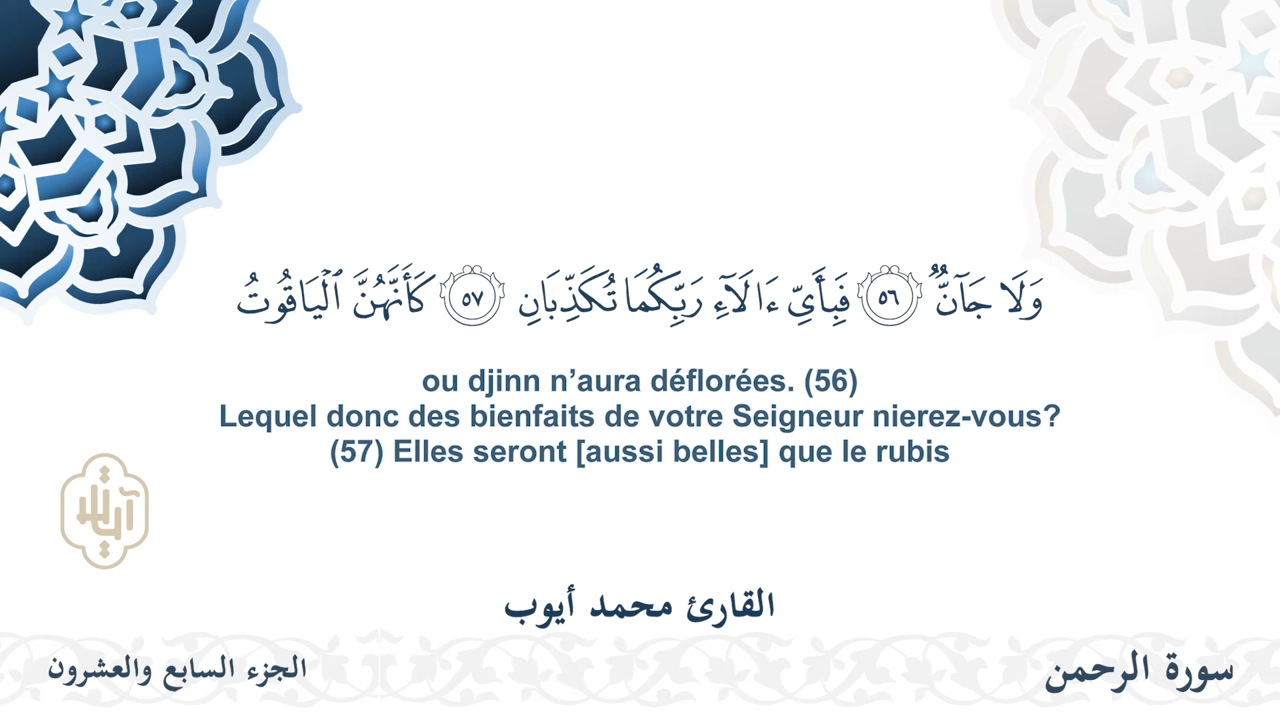 وَلَا جَآنٌّ ٥٦ فَبِأَيِّ ءَالَآءِ رَبِّكُمَا تُكَذِّبَانِ ٥٧ كَأَنَّهُنَّ ٱلْيَاقُوتُ
ou djinn n’aura déflorées. (56)
Lequel donc des bienfaits de votre Seigneur nierez-vous?
(57) Elles seront [aussi belles] que le rubis
آيات
القارئ محمد أيوب
سورة الرحمن
الجزء السابع والعشرون